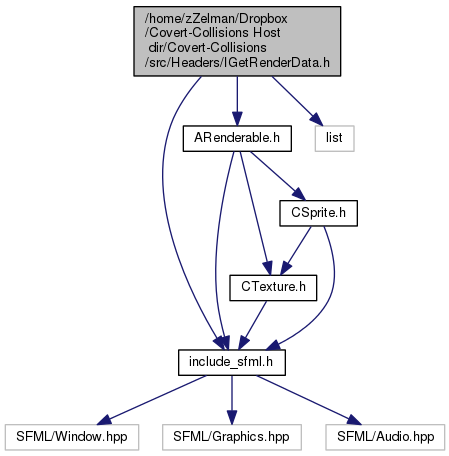 /home/zZelman/Dropbox
/Covert-Collisions Host
dir/Covert-Collisions
/src/Headers/IGetRenderData.h
ARenderable.h
list
CSprite.h
CTexture.h
include_sfml.h
SFML/Window.hpp
SFML/Graphics.hpp
SFML/Audio.hpp